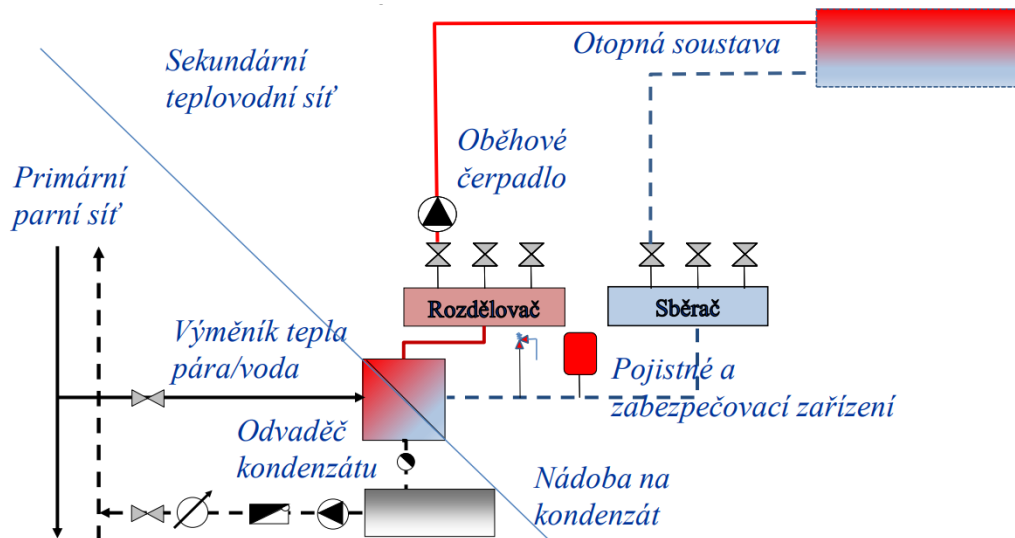 Sekundární
teplovodní síť
Otopná soustava
Oběhové
čerpadlo
Primární
parní síť
Rozdělovač
Sběrač
Výměník tepla
pára/voda
Pojistné a
zabezpečovací zařízení
Odvaděč
kondenzátu
Nádoba na
kondenzát